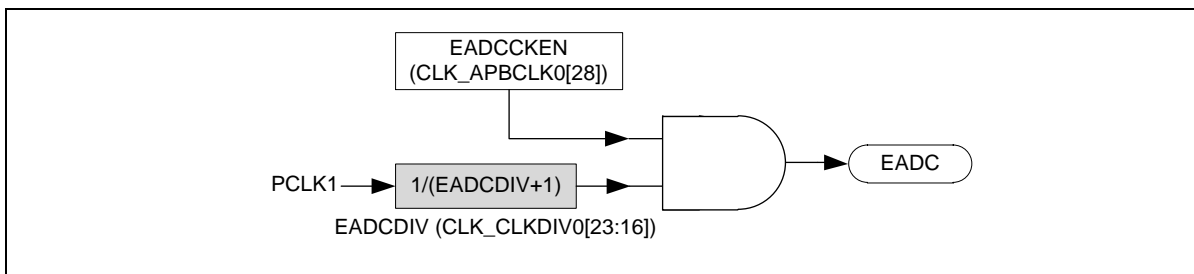 EADCCKEN
(CLK_APBCLK0[28])
EADC
PCLK1
1/(EADCDIV+1)
EADCDIV (CLK_CLKDIV0[23:16])